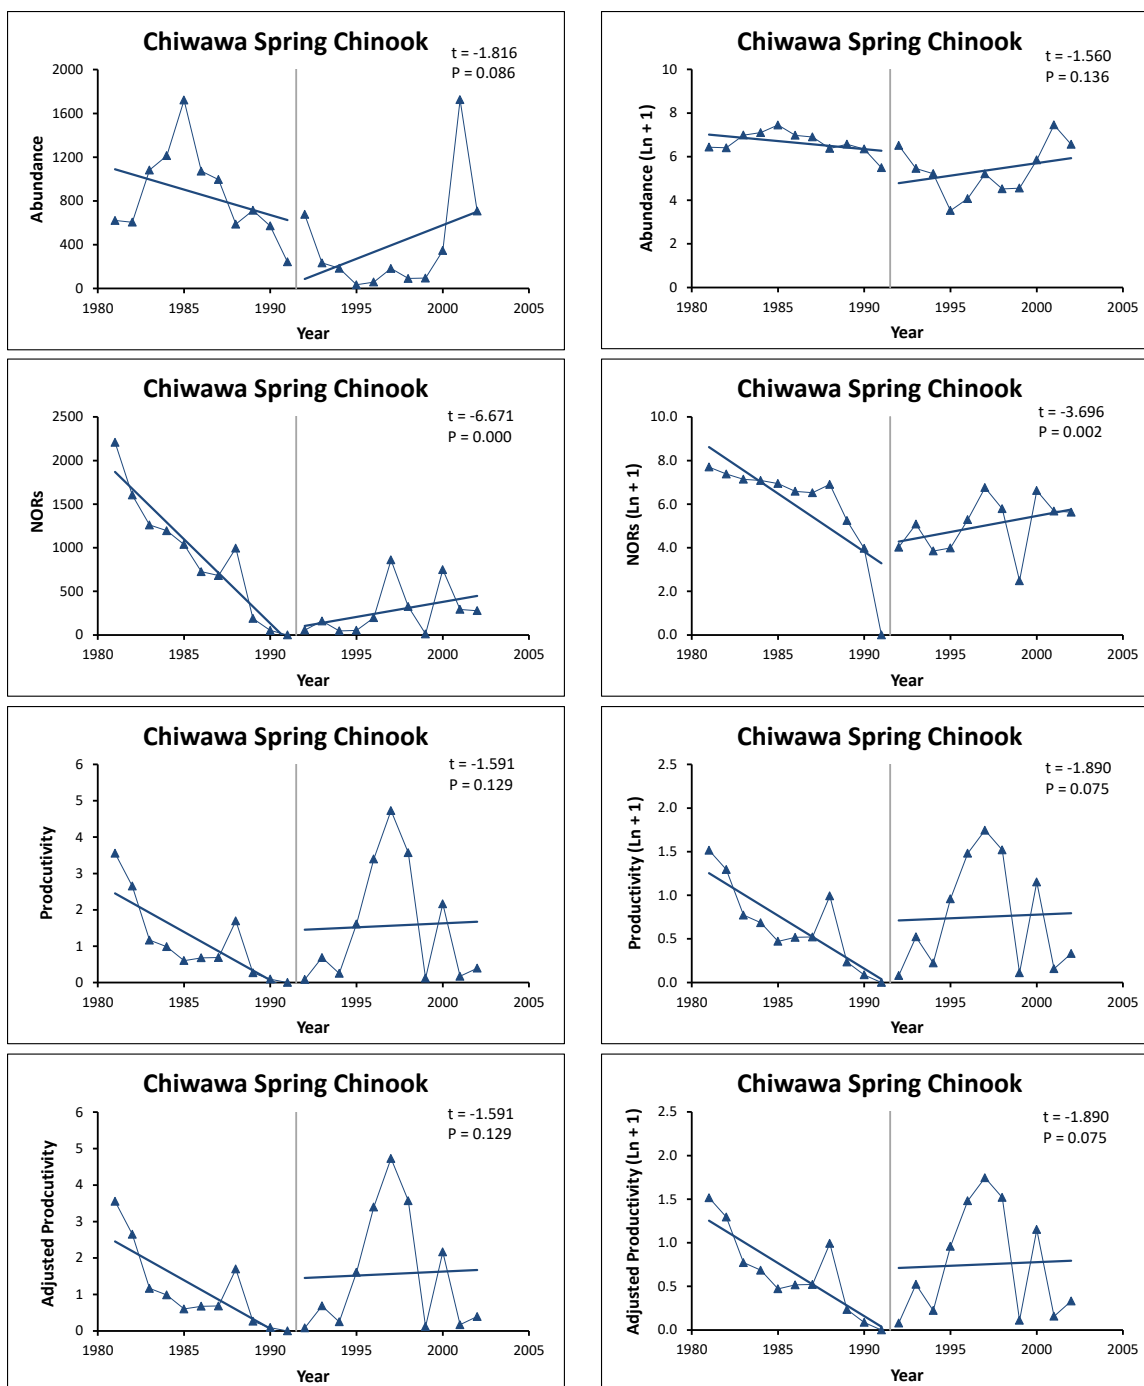 Chiwawa Spring Chinook
t = -1.816
P = 0.086
2000
1600
1200
800
400
0
Abundance
1980 1985 1990 1995 2000 2005
Year
Chiwawa Spring Chinook
t = -1.560
P = 0.136
10
8
6
4
2
0
Abundance (Ln + 1)
1980 1985 1990 1995 2000 2005
Year
Chiwawa Spring Chinook
t = -6.671
P = 0.000
2500
2000
1500
1000
500
0
NORs
1980 1985 1990 1995 2000 2005
Year
Chiwawa Spring Chinook
t = -3.696
P = 0.002
10.0
8.0
6.0
4.0
2.0
0.0
NORs (Ln + 1)
1980 1985 1990 1995 2000 2005
Year
Chiwawa Spring Chinook
t = -1.591
P = 0.129
6
5
4
3
2
1
0
Prodcutivity
1980 1985 1990 1995 2000 2005
Year
Chiwawa Spring Chinook
t = -1.890
P = 0.075
2.5
2.0
1.5
1.0
0.5
0.0
Productivity (Ln + 1)
1980 1985 1990 1995 2000 2005
Year
Chiwawa Spring Chinook
t = -1.591
P = 0.129
6
5
4
3
2
1
0
Adjusted Prodcutivity
1980 1985 1990 1995 2000 2005
Year
Chiwawa Spring Chinook
t = -1.890
P = 0.075
2.5
2.0
1.5
1.0
0.5
0.0
Adjusted Productivity (Ln + 1)
1980 1985 1990 1995 2000 2005
Year